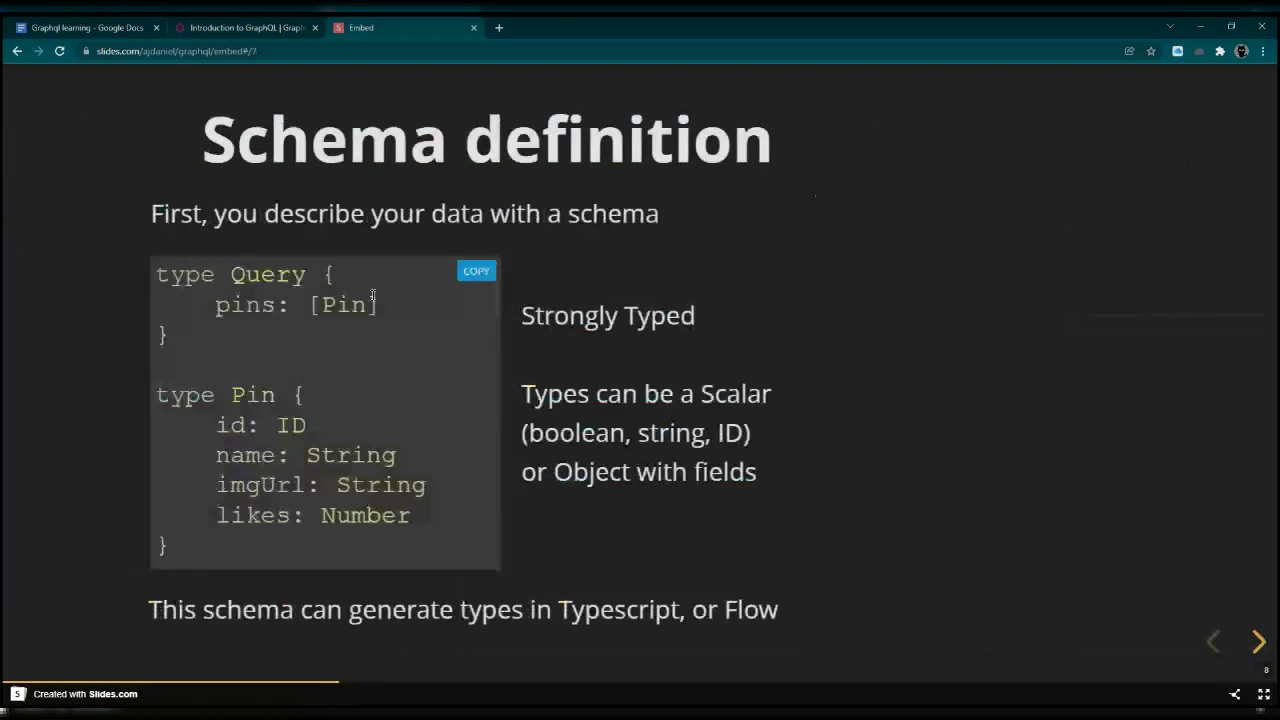 Graphql learning - Google Docs
Introduction to GraphQL | Graph
Embed
slides.com/ajdaniel/graphql/embed#/7
Schema definition
First, you describe your data with a schema
type Query {
pins: [Pin]
}
type Pin {
id: ID
name: String
imgUrl: String
likes: Number
}
COPY
Strongly Typed
Types can be a Scalar
(boolean, string, ID)
or Object with fields
This schema can generate types in Typescript, or Flow
8
S Created with Slides.com